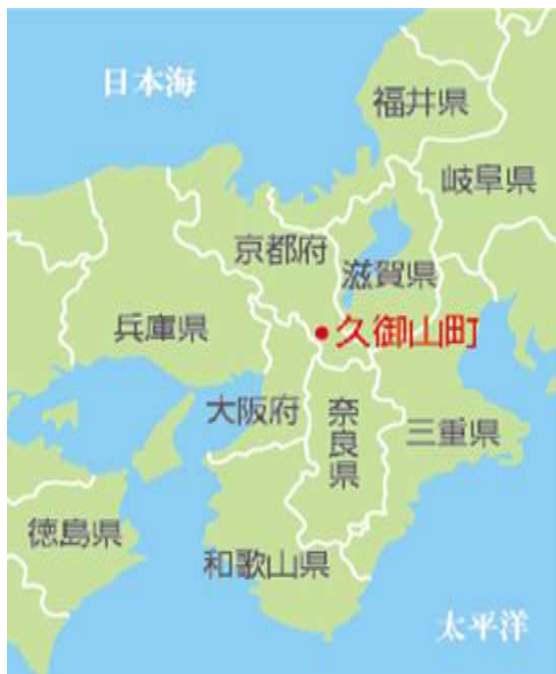 日本海
福井県
岐阜県
京都府
滋賀県
兵庫県
久御山町
大阪府
奈良県
三重県
徳島県
和歌山県
太平洋